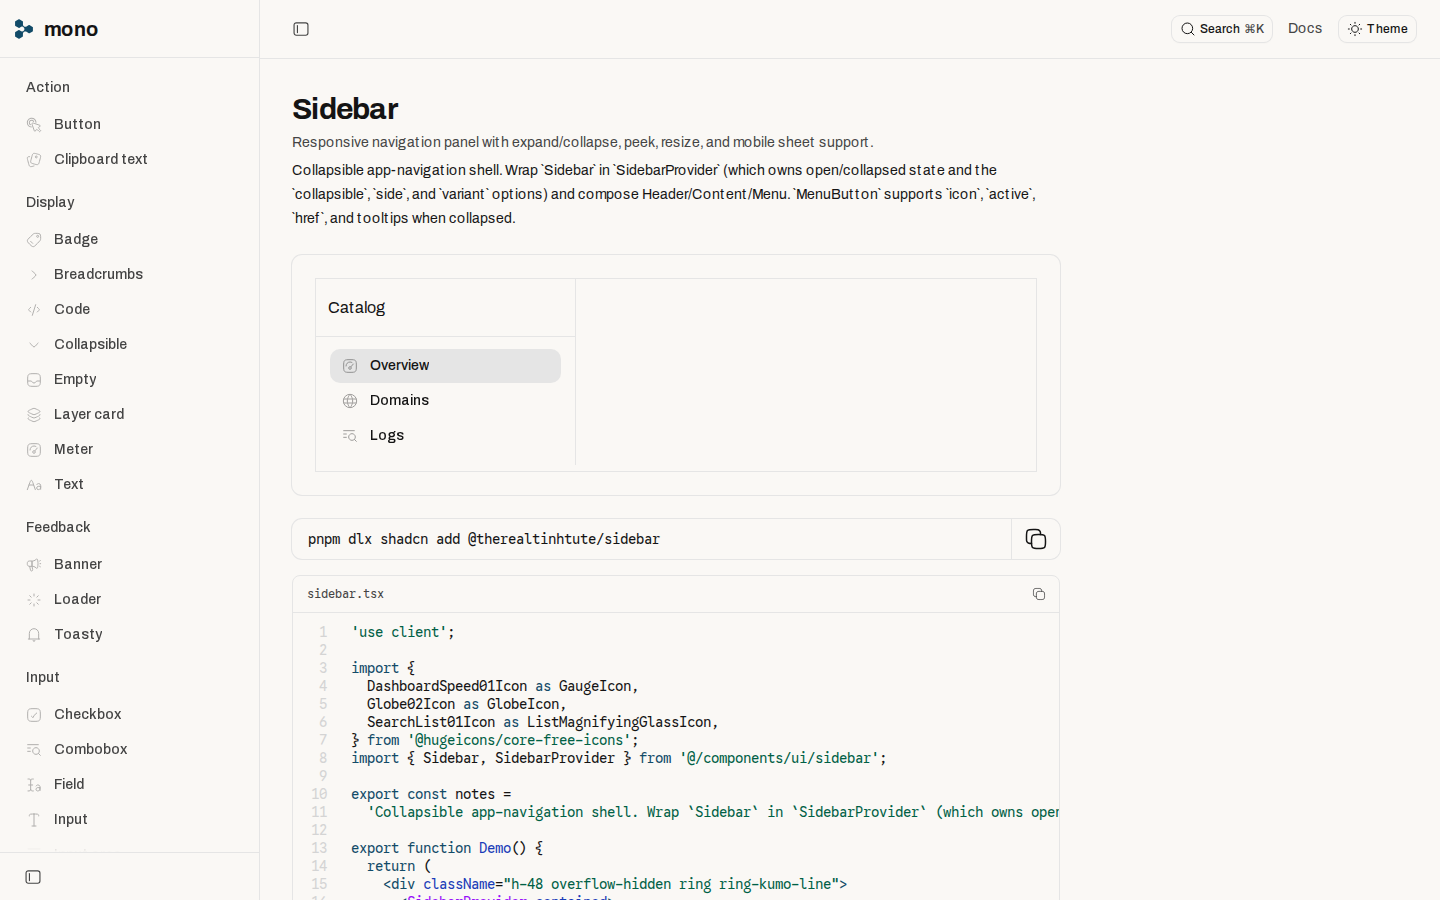 mono
Search ⌘K
Docs
Theme
Action
Button
Clipboard text
Display
Badge
Breadcrumbs
Code
Collapsible
Empty
Layer card
Meter
Text
Feedback
Banner
Loader
Toasty
Input
Checkbox
Combobox
Field
Input
Sidebar
Responsive navigation panel with expand/collapse, peek, resize, and mobile sheet support.
Collapsible app-navigation shell. Wrap `Sidebar` in `SidebarProvider` (which owns open/collapsed state and the
`collapsible`, `side`, and `variant` options) and compose Header/Content/Menu. `MenuButton` supports `icon`, `active`,
`href`, and tooltips when collapsed.
Catalog
Overview
Domains
Logs
pnpm dlx shadcn add @therealtinhtute/sidebar
sidebar.tsx
1 'use client';
2
3 import {
4 DashboardSpeed01Icon as GaugeIcon,
5 Globe02Icon as GlobeIcon,
6 SearchList01Icon as ListMagnifyingGlassIcon,
7 } from '@hugeicons/core-free-icons';
8 import { Sidebar, SidebarProvider } from '@/components/ui/sidebar';
9
10 export const notes =
11 'Collapsible app-navigation shell. Wrap `Sidebar` in `SidebarProvider` (which owns open
12
13 export function Demo() {
14 return (
15 <div className="h-48 overflow-hidden ring ring-kumo-line">